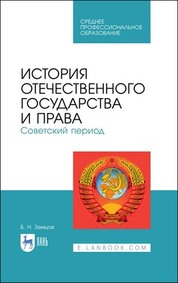 СРЕДНЕЕ
ПРОФЕССИОНАЛЬНОЕ
ОБРАЗОВАНИЕ
ИСТОРИЯ
ОТЕЧЕСТВЕННОГО
ГОСУДАРСТВА
И ПРАВА
Советский период
Б. Н. Земцов
ЛАНЬ
E.LANBOOK.COM